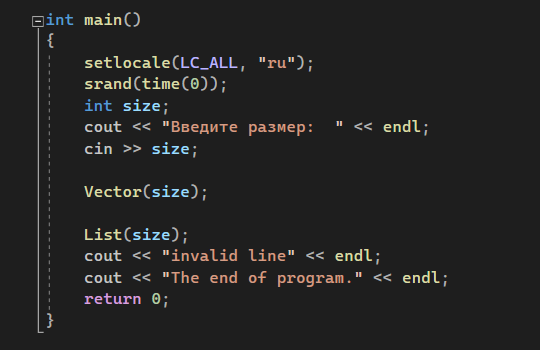 int main()
{
setlocale(LC_ALL, "ru");
srand(time(0));
int size;
cout << "Введите размер:  " << endl;
cin >> size;
Vector(size);
List(size);
cout << "invalid line" << endl;
cout << "The end of program." << endl;
return 0;
}